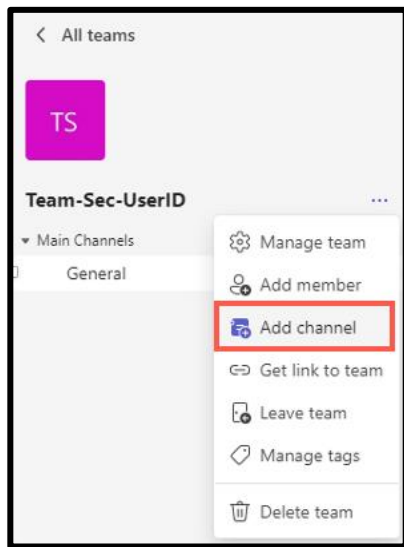 All teams
TS
Team-Sec-UserID
Main Channels
General
Manage team
Add member
Add channel
Get link to team
Leave team
Manage tags
Delete team